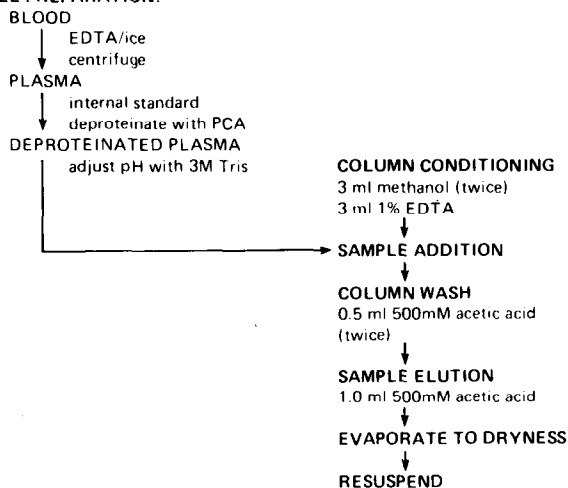 BLOOD
EDTA/ice
centrifuge
PLASMA
internal standard
deproteinate with PCA
DEPROTEINATED PLASMA
adjust pH with 3M Tris
COLUMN CONDITIONING
3 ml methanol (twice)
3 ml 1% EDTA
SAMPLE ADDITION
COLUMN WASH
0.5 ml 500mM acetic acid
(twice)
SAMPLE ELUTION
1.0 ml 500mM acetic acid
EVAPORATE TO DRYNESS
RESUSPEND